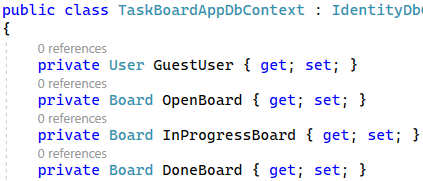 public class TaskBoardAppDbContext : IdentityDb
{
0 references
private User GuestUser { get; set; }
0 references
private Board OpenBoard { get; set; }
0 references
private Board InProgressBoard { get; set; }
0 references
private Board DoneBoard { get; set; }